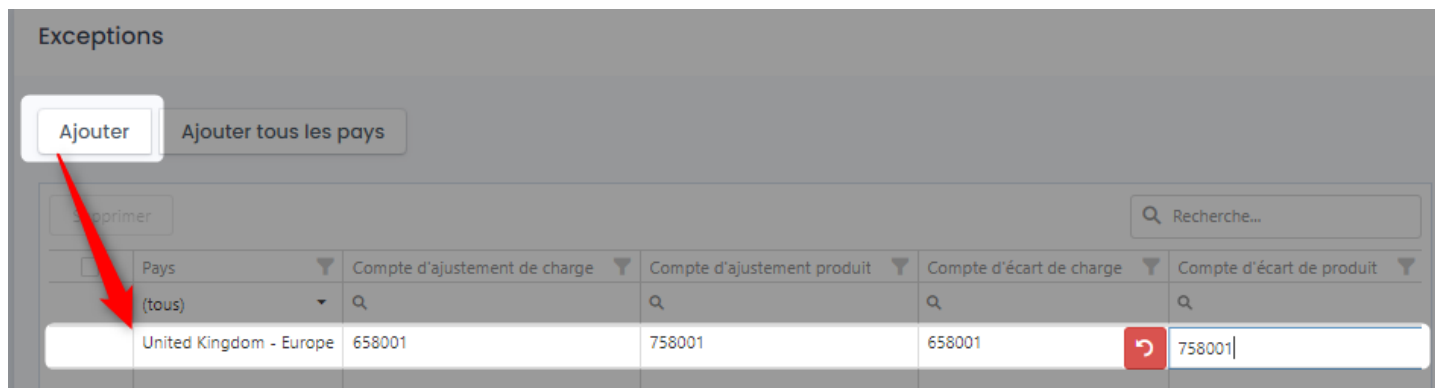 Exceptions
Ajouter Ajouter tous les pays
Supprimer Recherche...
Pays Compte d'ajustement de charge Compte d'ajustement produit Compte d'écart de charge Compte d'écart de produit
(tous)
United Kingdom - Europe 658001 758001 658001 758001